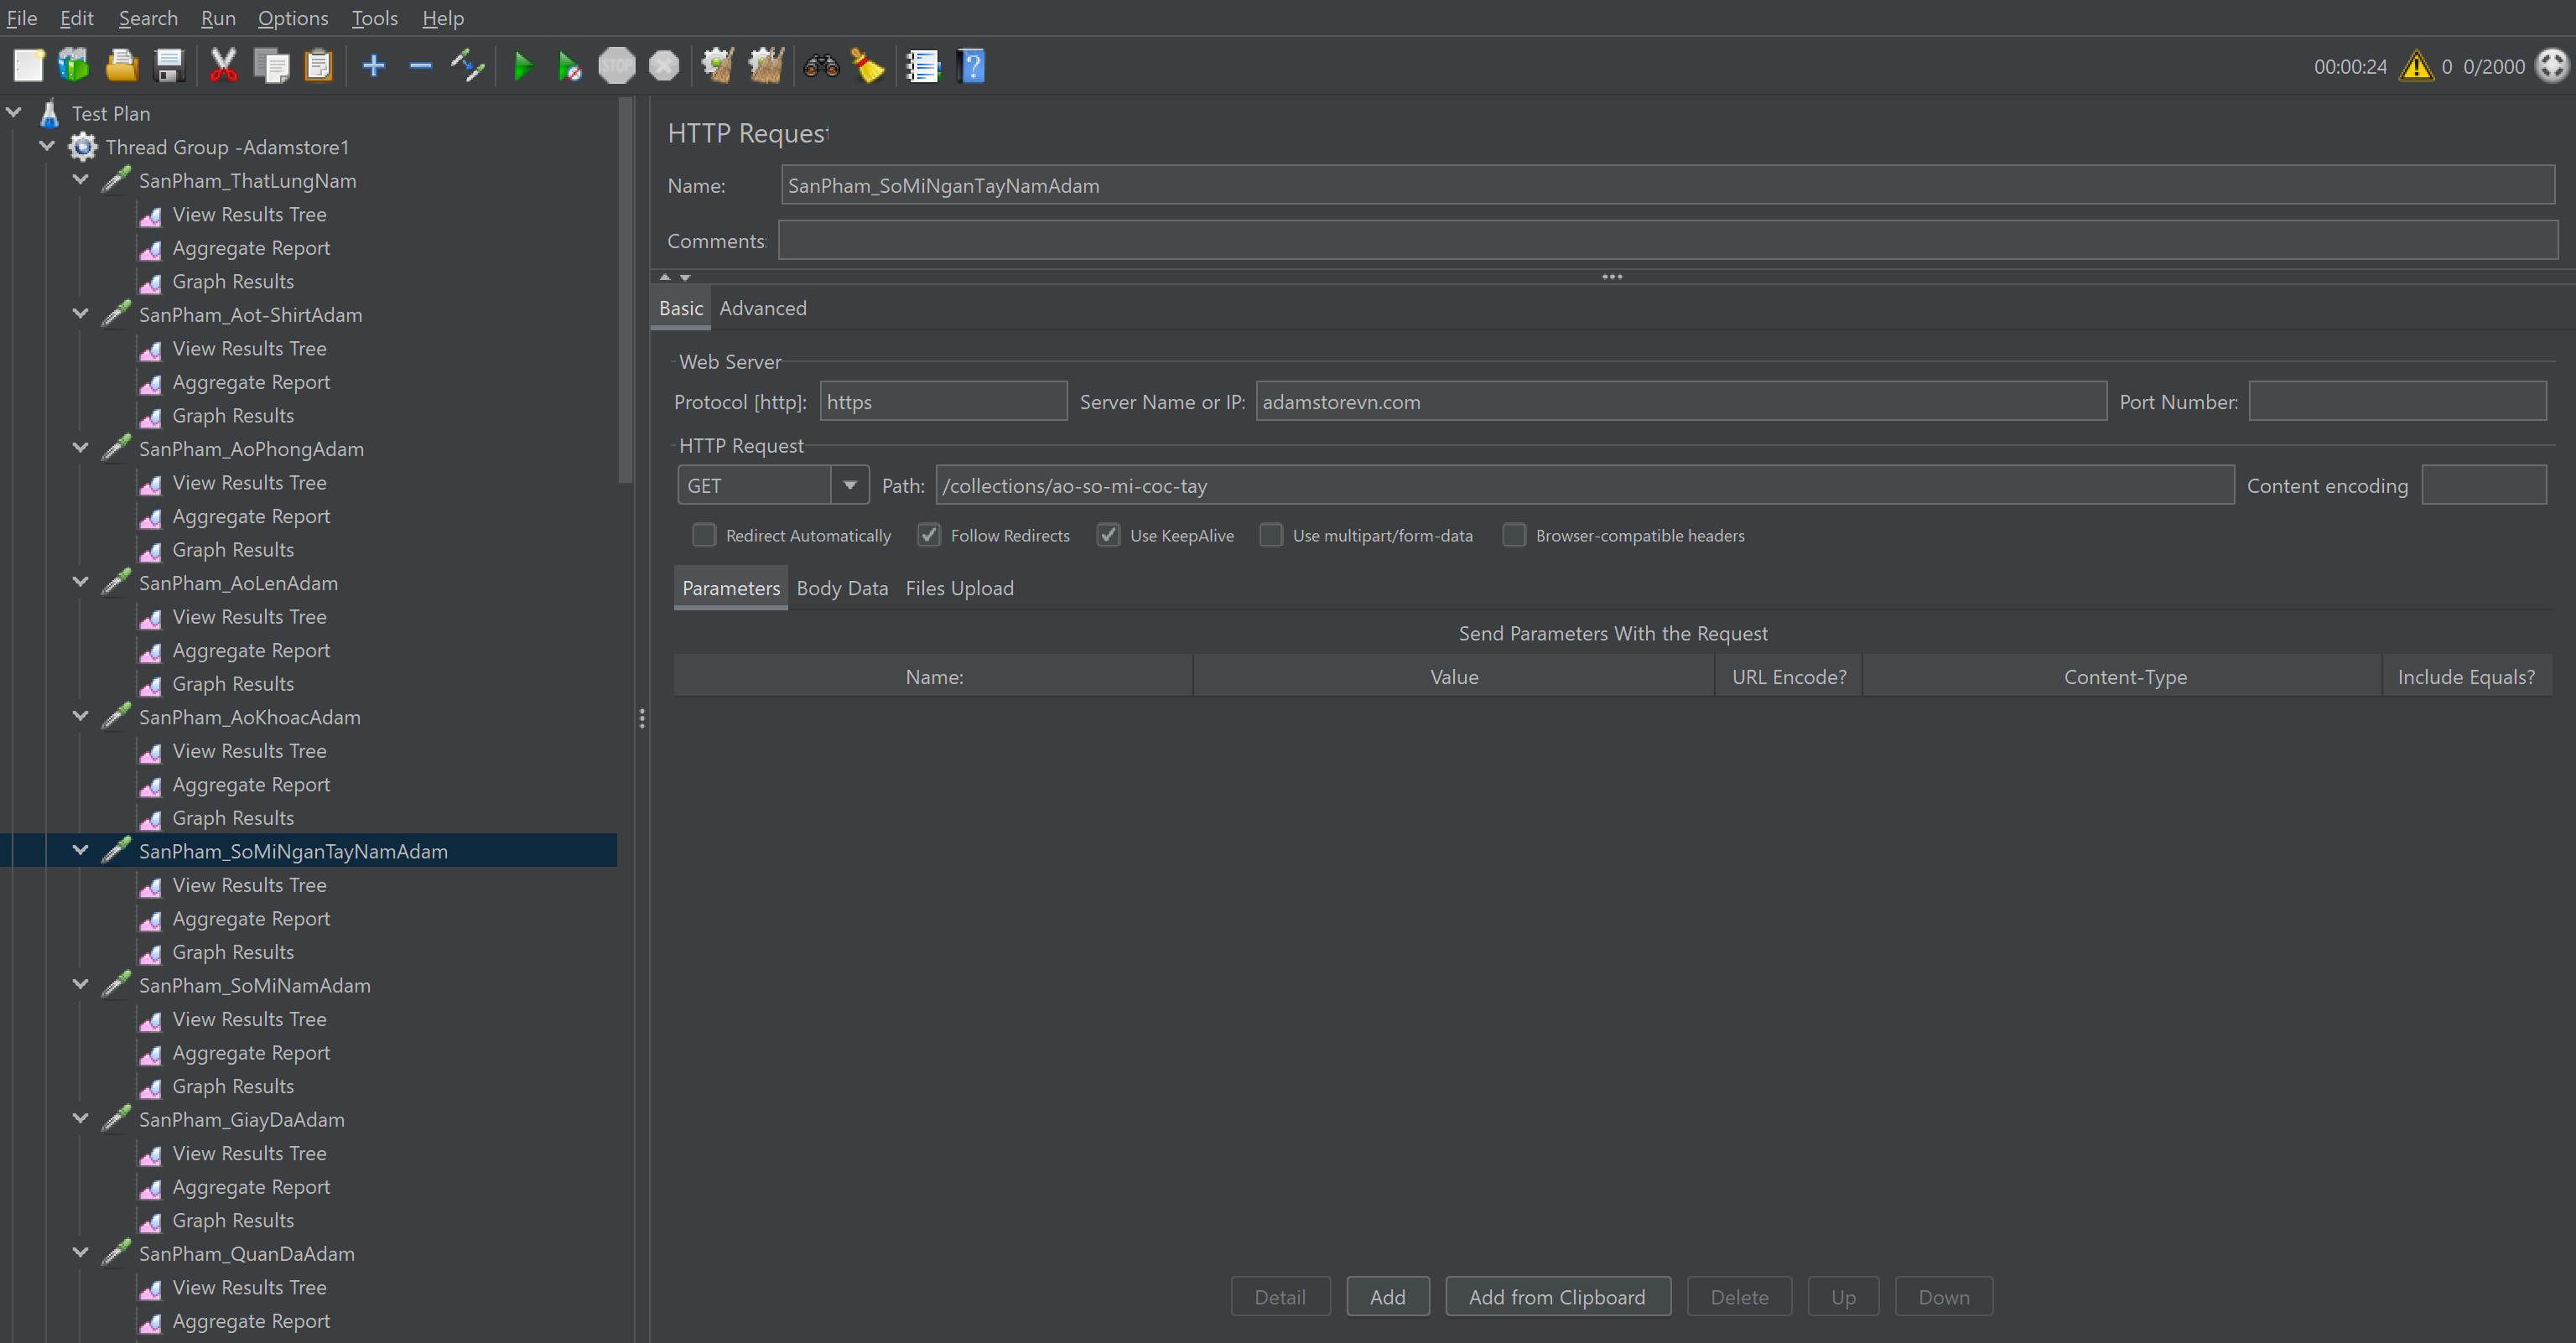 File Edit Search Run Options Tools Help
STOP
00:00:24 0 0/2000
Test Plan
Thread Group -Adamstore1
SanPham_ThatLungNam
View Results Tree
Aggregate Report
Graph Results
SanPham_Aot-ShirtAdam
View Results Tree
Aggregate Report
Graph Results
SanPham_AoPhongAdam
View Results Tree
Aggregate Report
Graph Results
SanPham_AoLenAdam
View Results Tree
Aggregate Report
Graph Results
SanPham_AoKhoacAdam
View Results Tree
Aggregate Report
Graph Results
SanPham_SoMiNganTayNamAdam
View Results Tree
Aggregate Report
Graph Results
SanPham_SoMiNamAdam
View Results Tree
Aggregate Report
Graph Results
SanPham_GiayDaAdam
View Results Tree
Aggregate Report
Graph Results
SanPham_QuanDaAdam
View Results Tree
Aggregate Report
HTTP Request
Name: SanPham_SoMiNganTayNamAdam
Comments:
Basic Advanced
Web Server
Protocol [http]: https Server Name or IP: adamstorevn.com Port Number:
HTTP Request
GET Path: /collections/ao-so-mi-coc-tay Content encoding
Redirect Automatically Follow Redirects Use KeepAlive Use multipart/form-data Browser-compatible headers
Parameters Body Data Files Upload
Send Parameters With the Request
Name: Value URL Encode? Content-Type Include Equals?
Detail Add Add from Clipboard Delete Up Down